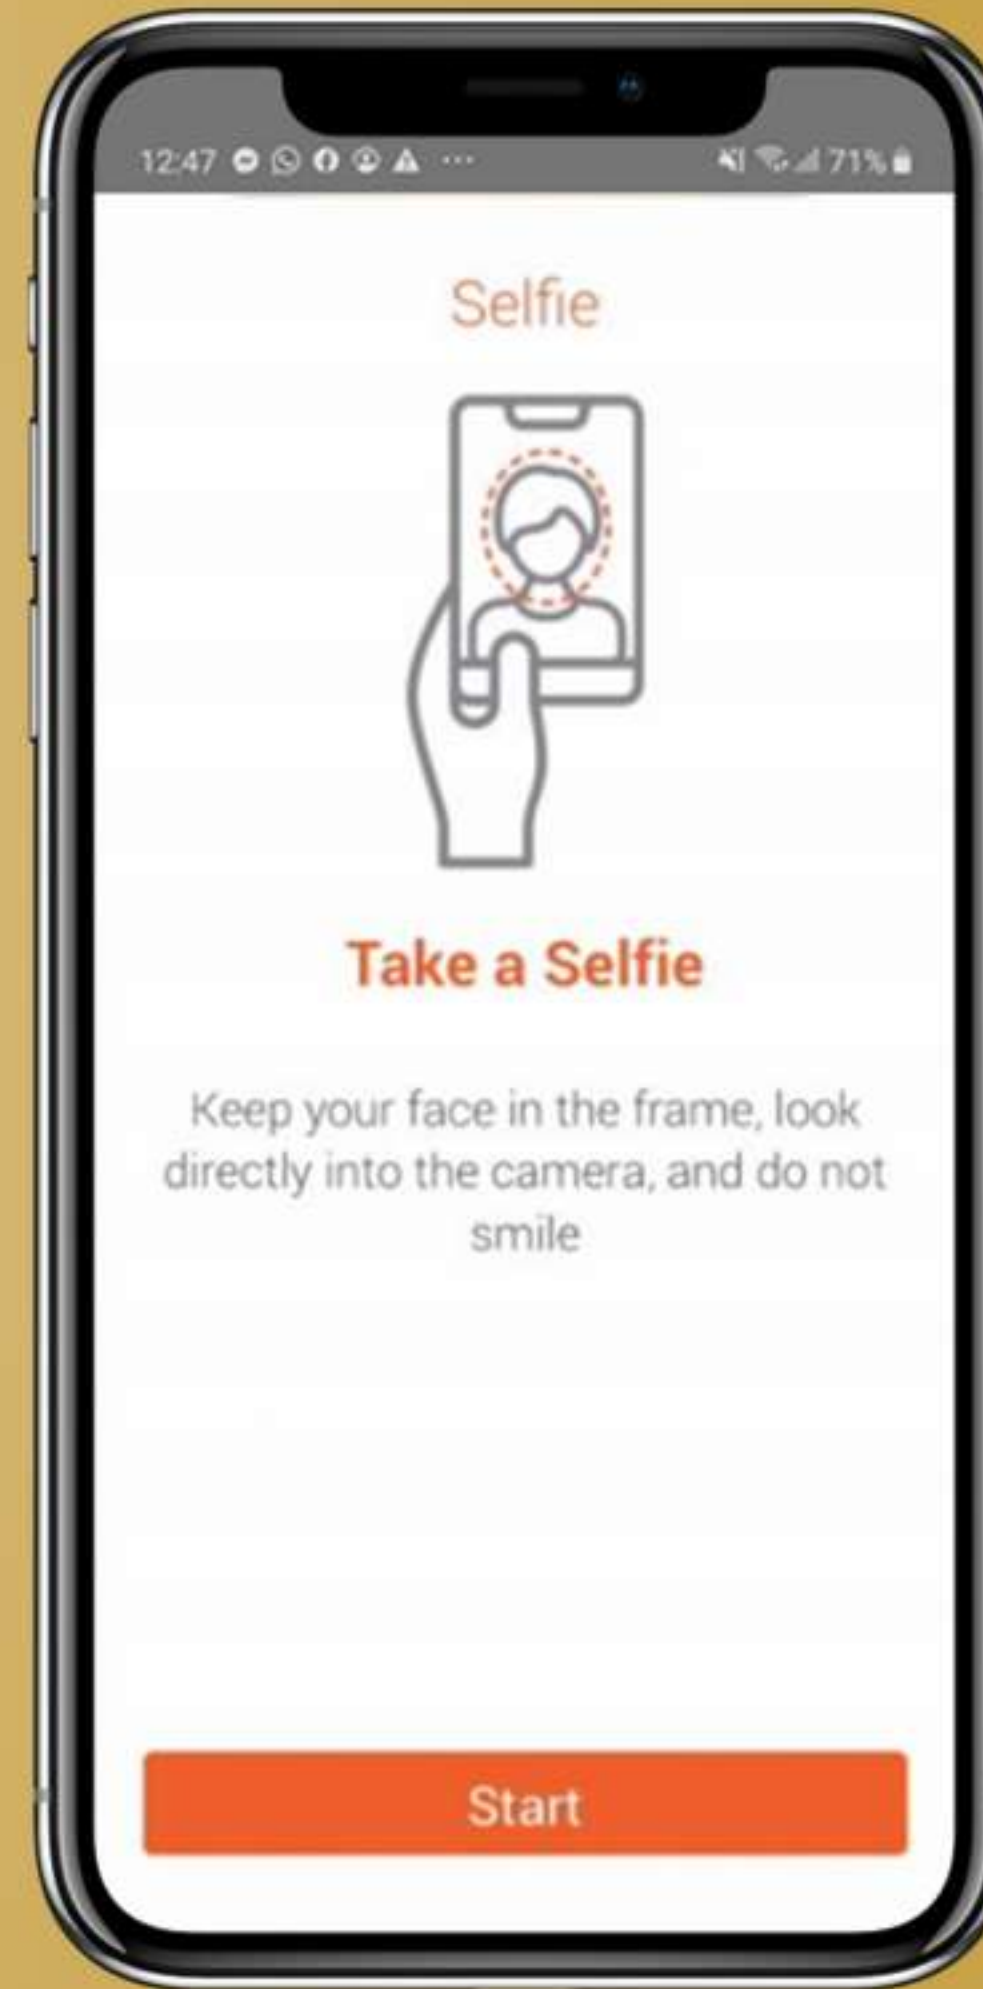 12:47 71%
Selfie
Take a Selfie
Keep your face in the frame, look
directly into the camera, and do not
smile
Start